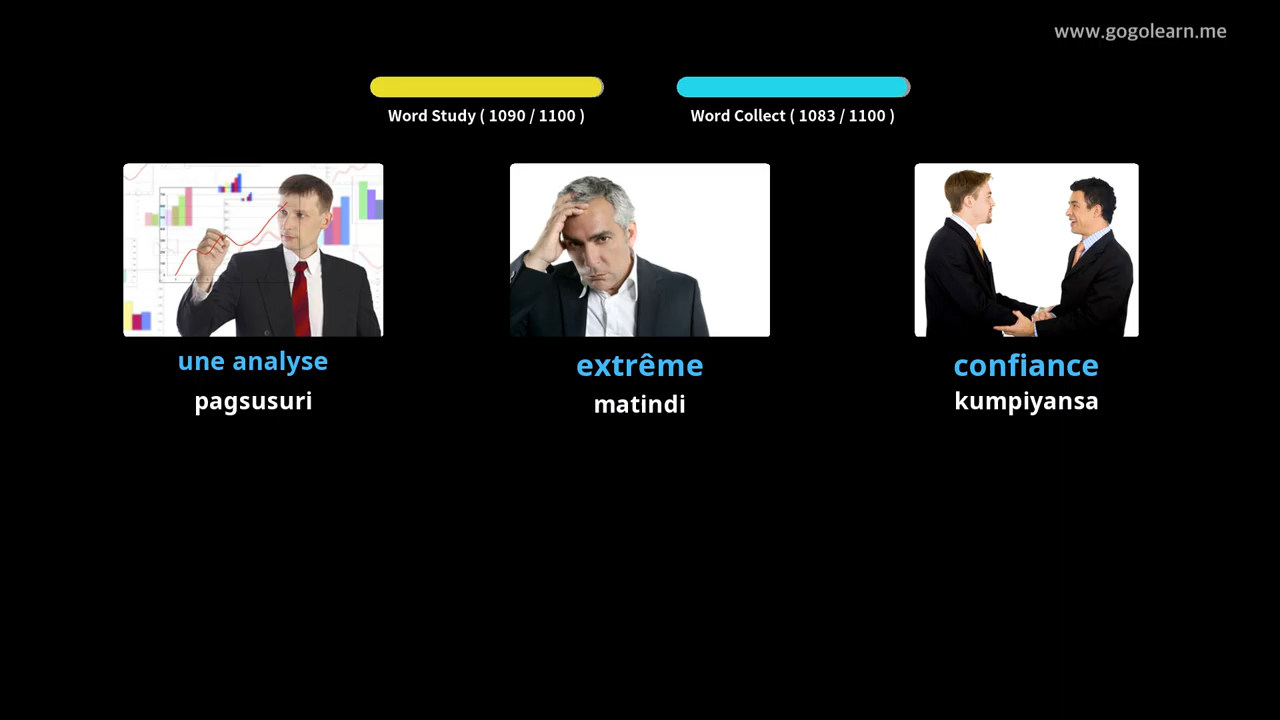 www.gogolearn.me
Word Study ( 1090 / 1100 )
Word Collect ( 1083 / 1100 )
une analyse
pagsusuri
extrême
matindi
confiance
kumpiyansa